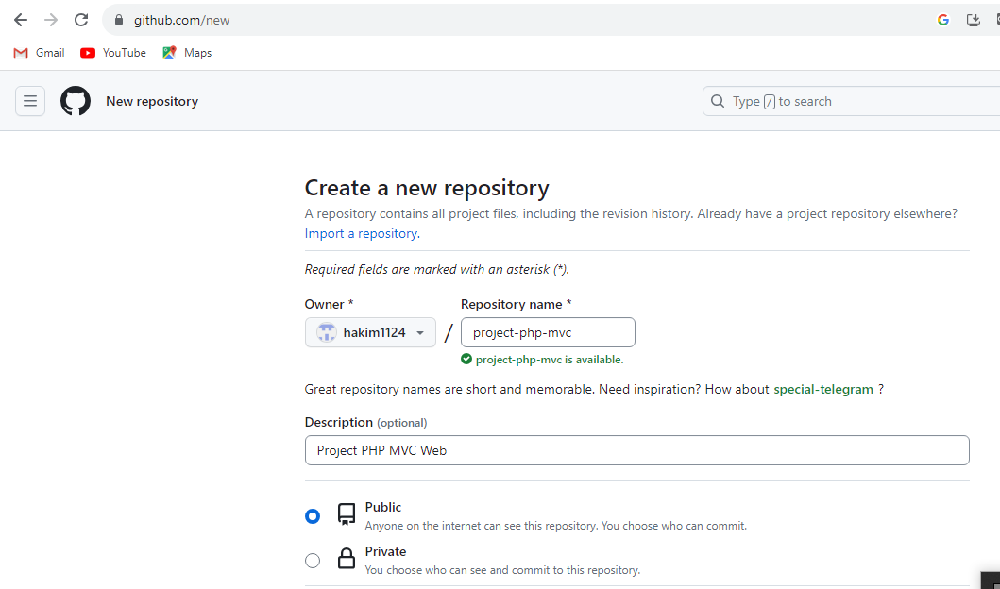 github.com/new
Gmail YouTube Maps
New repository
Type / to search
Create a new repository
A repository contains all project files, including the revision history. Already have a project repository elsewhere?
Import a repository.
Required fields are marked with an asterisk (*).
Owner * Repository name *
hakim1124 / project-php-mvc
project-php-mvc is available.
Great repository names are short and memorable. Need inspiration? How about special-telegram ?
Description (optional)
Project PHP MVC Web
Public
Anyone on the internet can see this repository. You choose who can commit.
Private
You choose who can see and commit to this repository.